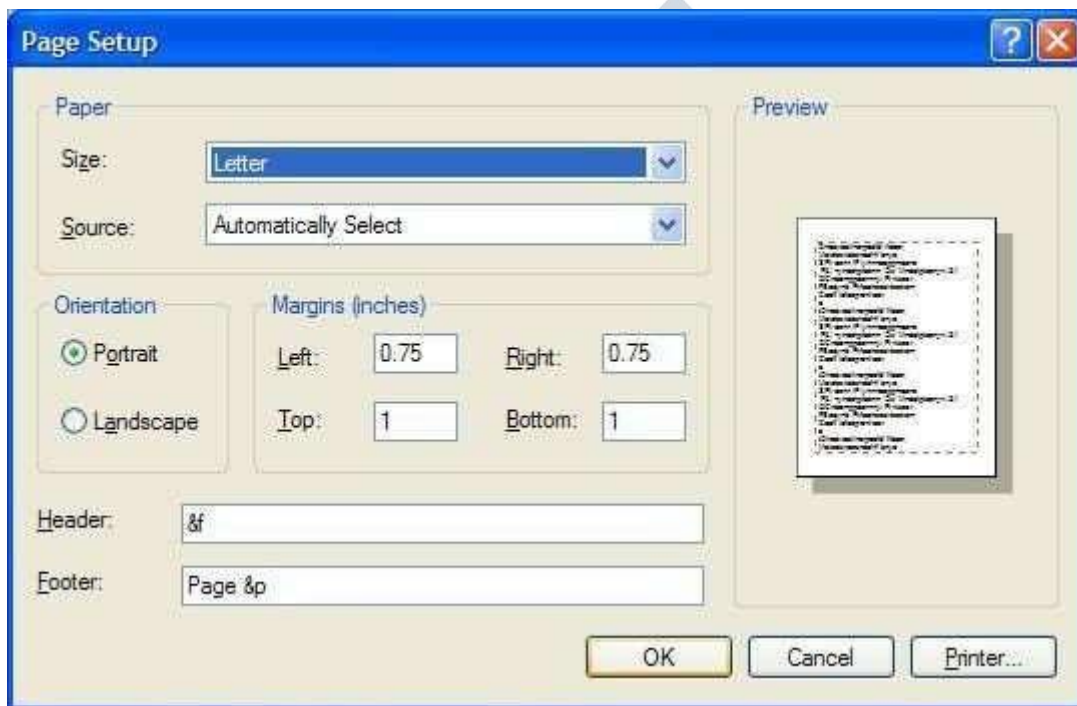 Page Setup
Paper
Size: Letter
Source: Automatically Select
Orientation
Portrait
Landscape
Margins (inches)
Left: 0.75 Right: 0.75
Top: 1 Bottom: 1
Header: &f
Footer: Page &p
Preview
OK Cancel Printer...